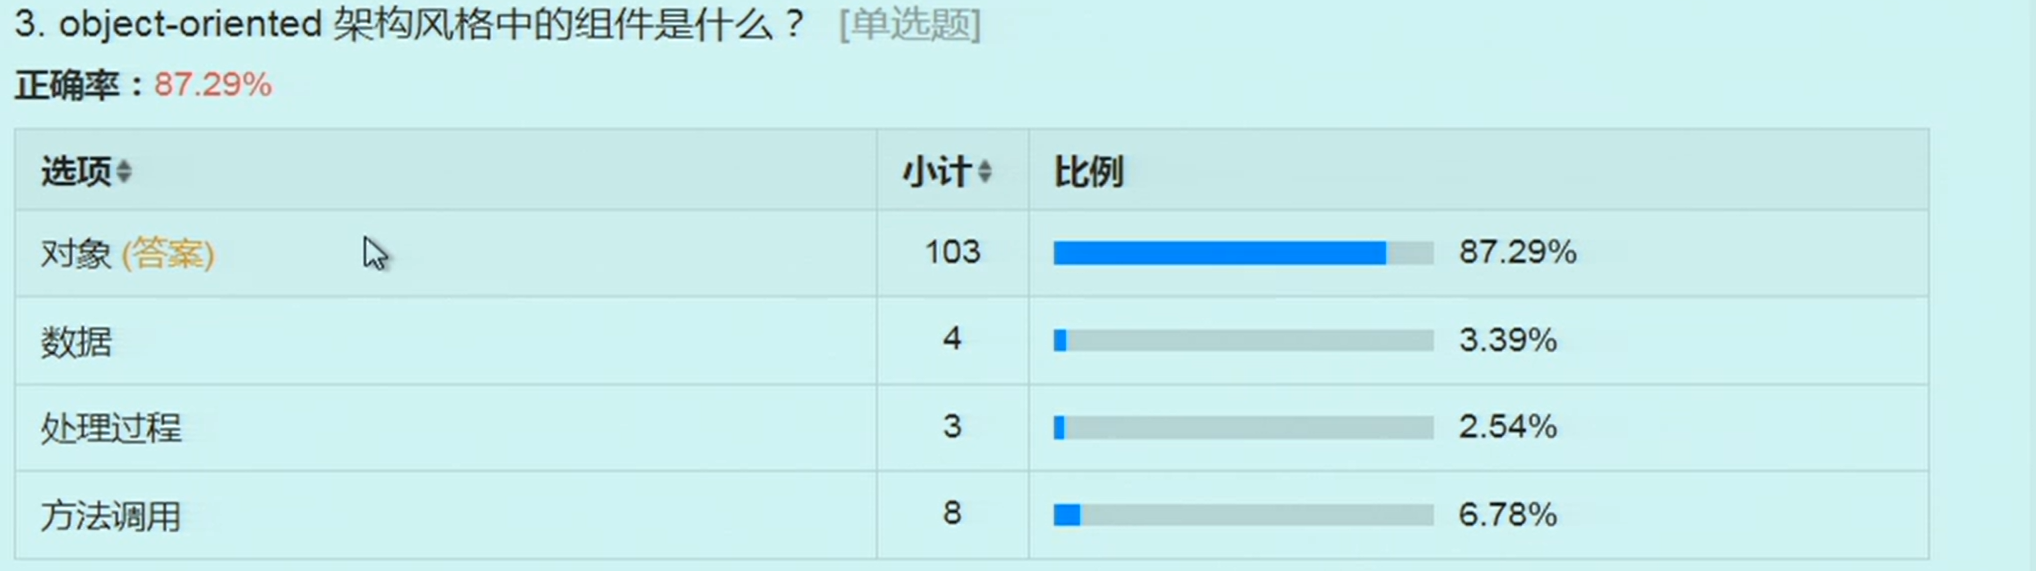 3. object-oriented 架构风格中的组件是什么？ [单选题]
正确率：87.29%
选项 小计 比例
对象 (答案) 103 87.29%
数据 4 3.39%
处理过程 3 2.54%
方法调用 8 6.78%